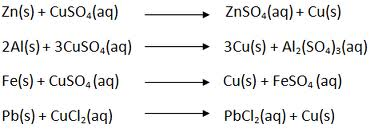 Zn(s) + CuSO₄(aq) ⟶ ZnSO₄(aq) + Cu(s)
2Al(s) + 3CuSO₄(aq) ⟶ 3Cu(s) + Al₂(SO₄)₃(aq)
Fe(s) + CuSO₄(aq) ⟶ Cu(s) + FeSO₄ (aq)
Pb(s) + CuCl₂(aq) ⟶ PbCl₂(aq) + Cu(s)